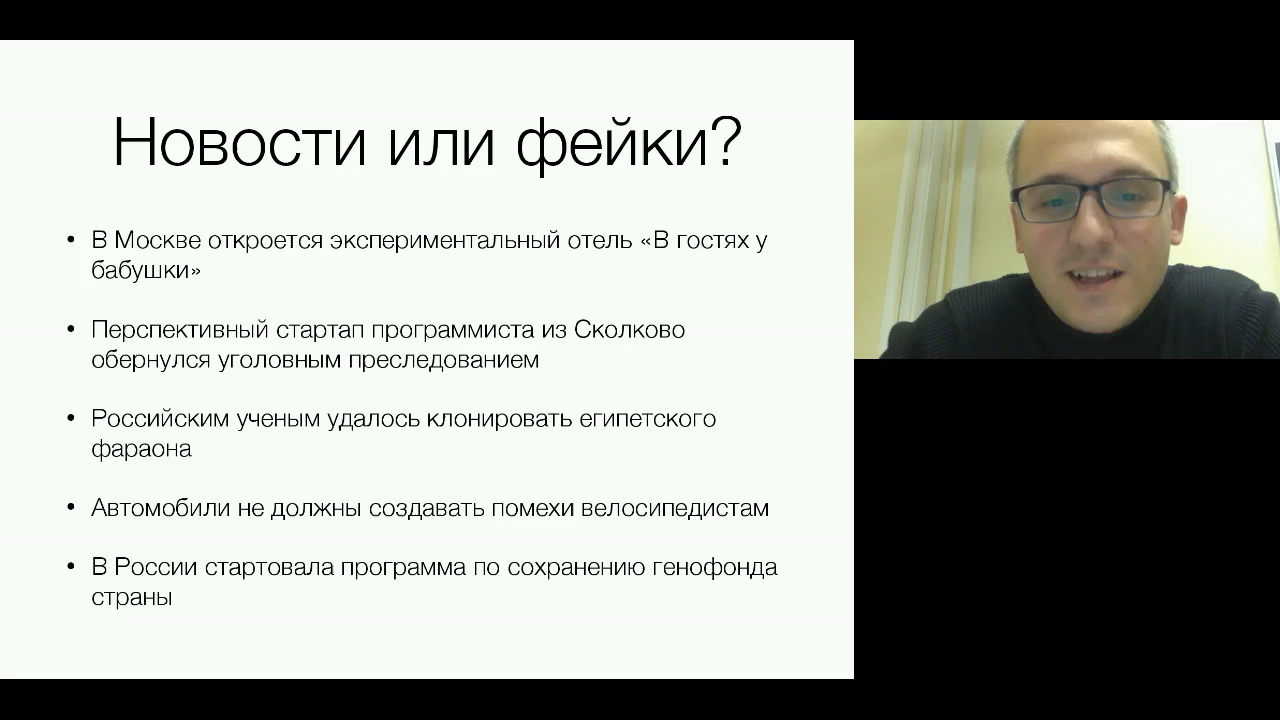 Новости или фейки?
• В Москве откроется экспериментальный отель «В гостях у
бабушки»
• Перспективный стартап программиста из Сколково
обернулся уголовным преследованием
• Российским ученым удалось клонировать египетского
фараона
• Автомобили не должны создавать помехи велосипедистам
• В России стартовала программа по сохранению генофонда
страны